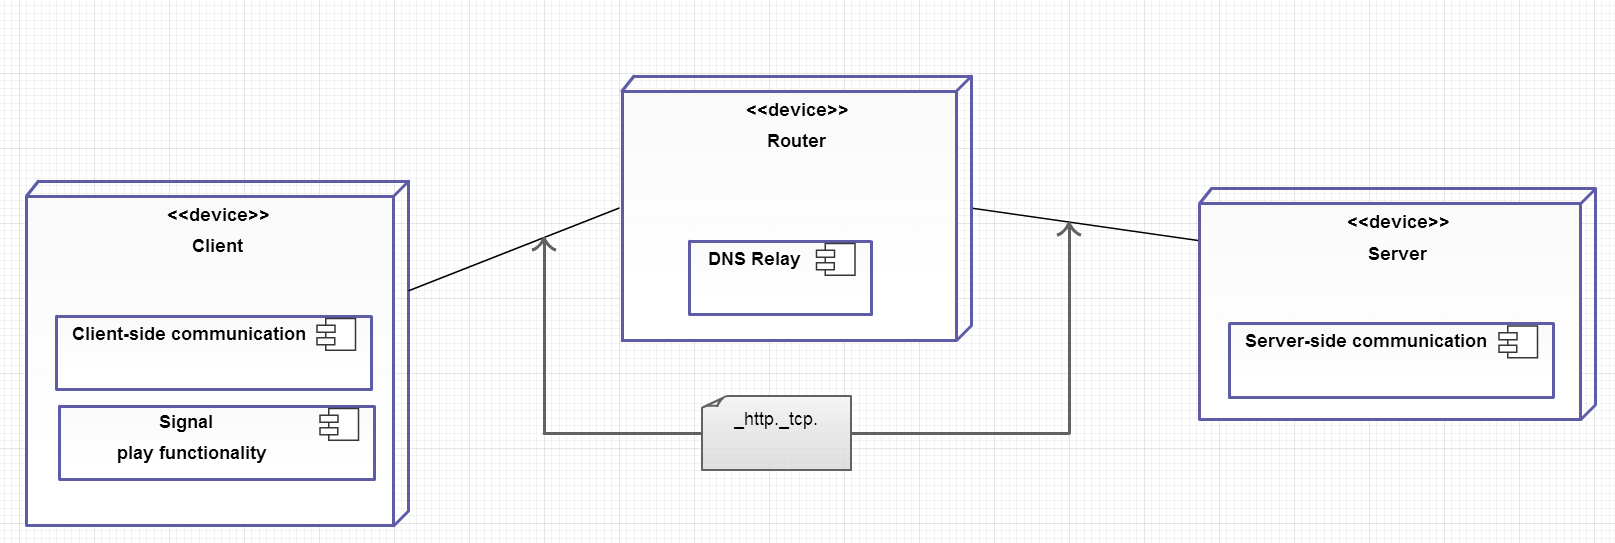 <<device>>
Client
Client-side communication
Signal
play functionality
<<device>>
Router
DNS Relay
_http._tcp.
<<device>>
Server
Server-side communication